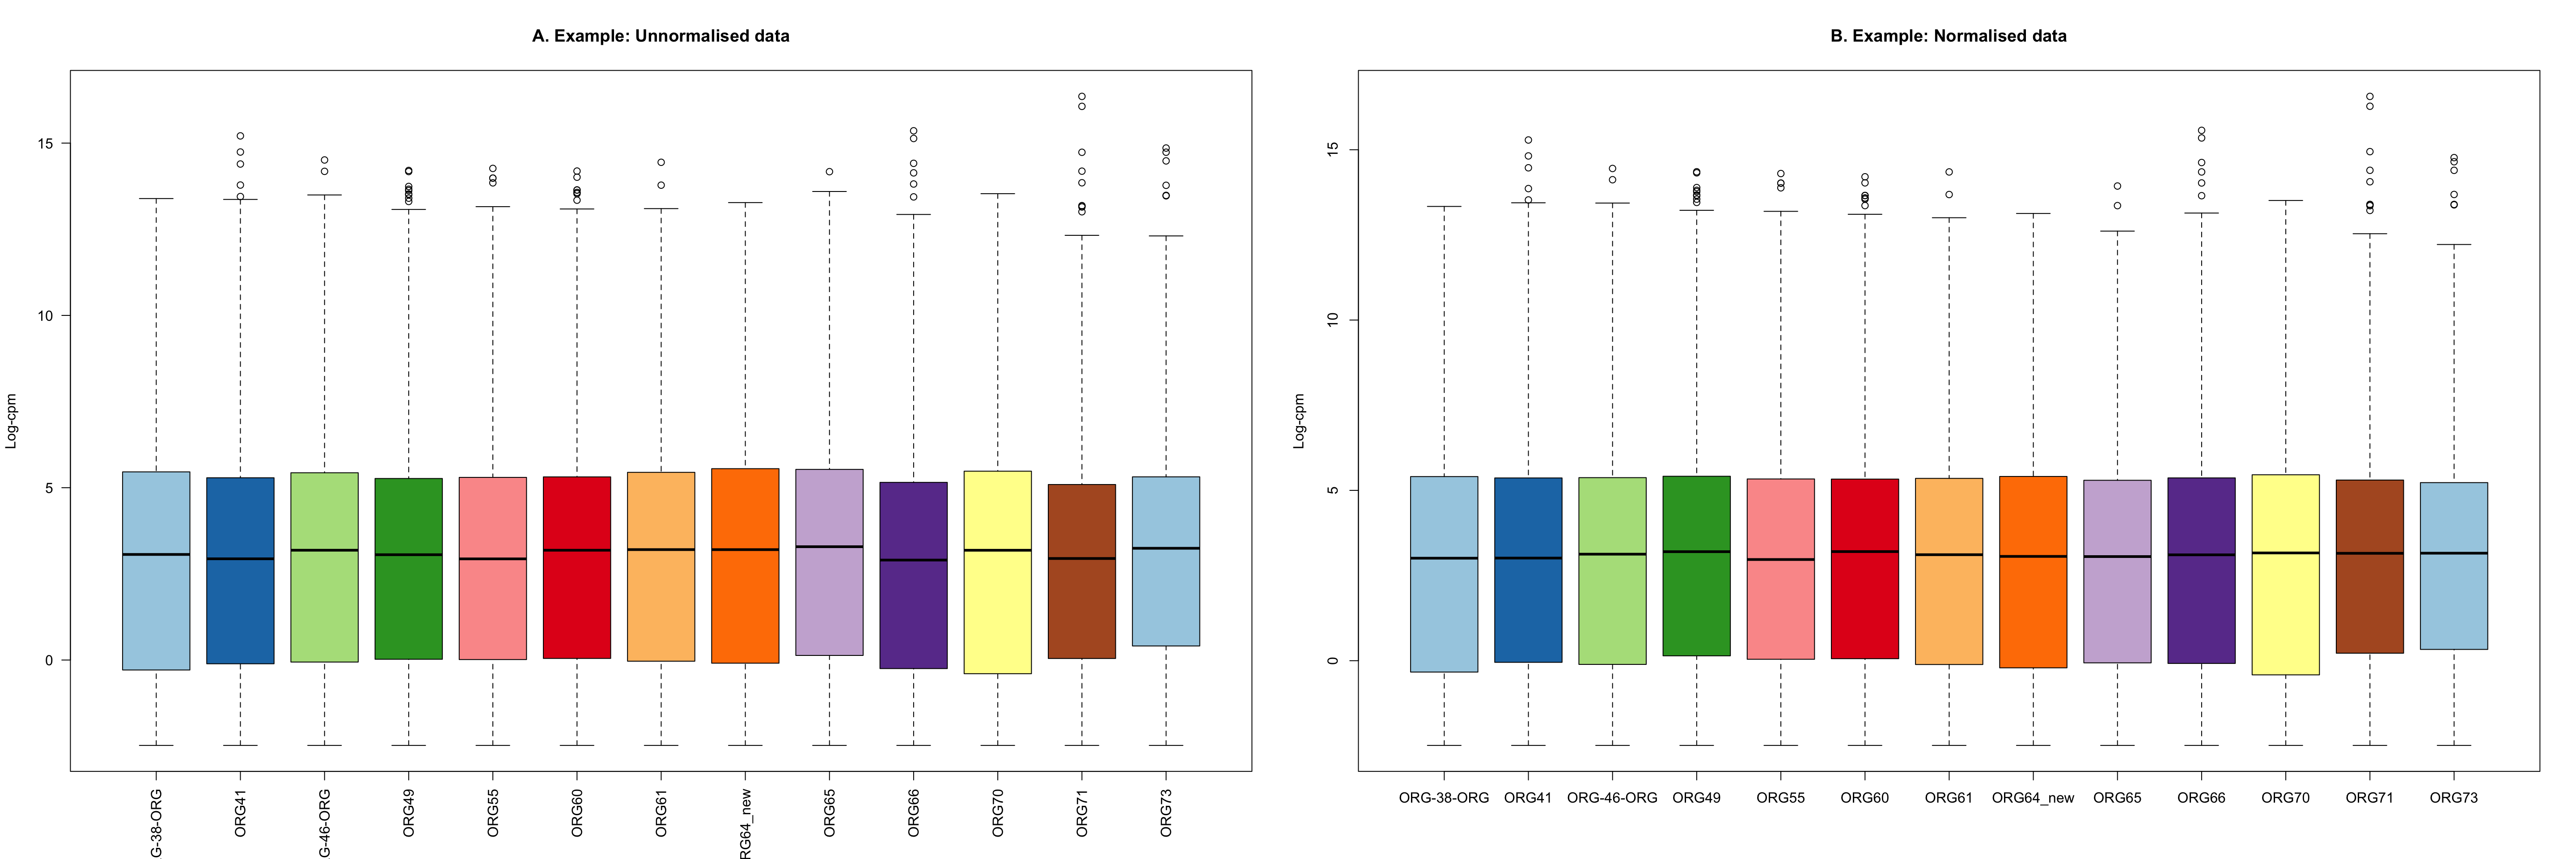 A. Example: Unnormalised data
Log-cpm
15
10
5
0
G-38-ORG
ORG41
G-46-ORG
ORG49
ORG55
ORG60
ORG61
RG64_new
ORG65
ORG66
ORG70
ORG71
ORG73
B. Example: Normalised data
Log-cpm
15
10
5
0
ORG-38-ORG ORG41 ORG-46-ORG ORG49 ORG55 ORG60 ORG61 ORG64_new ORG65 ORG66 ORG70 ORG71 ORG73